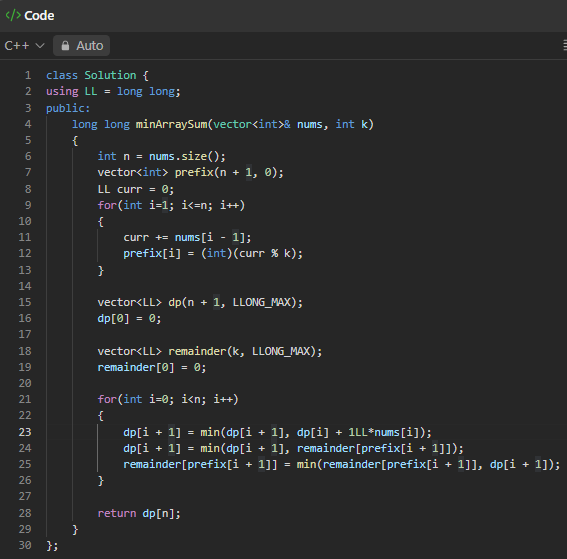 </> Code
C++ Auto
1 class Solution {
2 using LL = long long;
3 public:
4     long long minArraySum(vector<int>& nums, int k)
5     {
6         int n = nums.size();
7         vector<int> prefix(n + 1, 0);
8         LL curr = 0;
9         for(int i=1; i<=n; i++)
10         {
11             curr += nums[i - 1];
12             prefix[i] = (int)(curr % k);
13         }
14
15         vector<LL> dp(n + 1, LLONG_MAX);
16         dp[0] = 0;
17
18         vector<LL> remainder(k, LLONG_MAX);
19         remainder[0] = 0;
20
21         for(int i=0; i<n; i++)
22         {
23             dp[i + 1] = min(dp[i + 1], dp[i] + 1LL*nums[i]);
24             dp[i + 1] = min(dp[i + 1], remainder[prefix[i + 1]]);
25             remainder[prefix[i + 1]] = min(remainder[prefix[i + 1]], dp[i + 1]);
26         }
27
28         return dp[n];
29     }
30 };